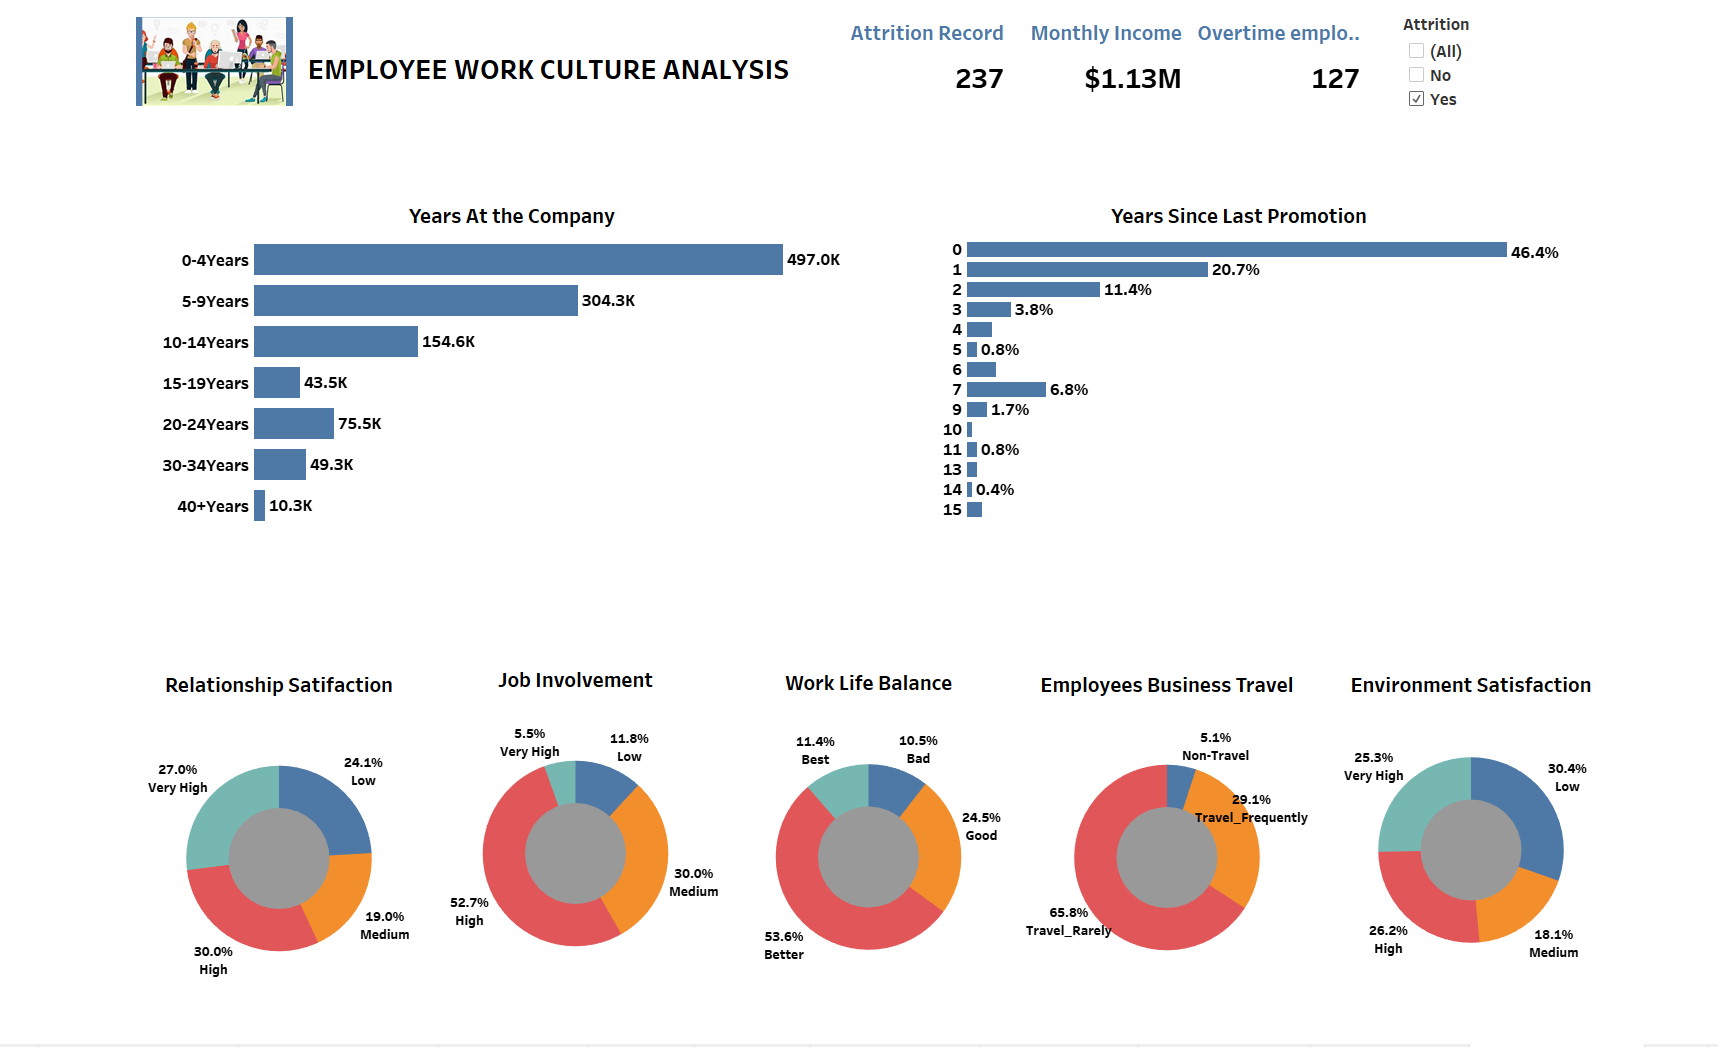 EMPLOYEE WORK CULTURE ANALYSIS
Attrition Record
237
Monthly Income
$1.13M
Overtime emplo..
127
Attrition
(All)
No
Yes
Years At the Company
0-4Years 497.0K
5-9Years 304.3K
10-14Years 154.6K
15-19Years 43.5K
20-24Years 75.5K
30-34Years 49.3K
40+Years 10.3K
Years Since Last Promotion
0 46.4%
1 20.7%
2 11.4%
3 3.8%
4
5 0.8%
6
7 6.8%
9 1.7%
10
11 0.8%
13
14 0.4%
15
Relationship Satifaction
27.0%
Very High
24.1%
Low
19.0%
Medium
30.0%
High
Job Involvement
5.5%
Very High
11.8%
Low
30.0%
Medium
52.7%
High
Work Life Balance
11.4%
Best
10.5%
Bad
24.5%
Good
53.6%
Better
Employees Business Travel
5.1%
Non-Travel
29.1%
Travel_Frequently
65.8%
Travel_Rarely
Environment Satisfaction
25.3%
Very High
30.4%
Low
26.2%
High
18.1%
Medium